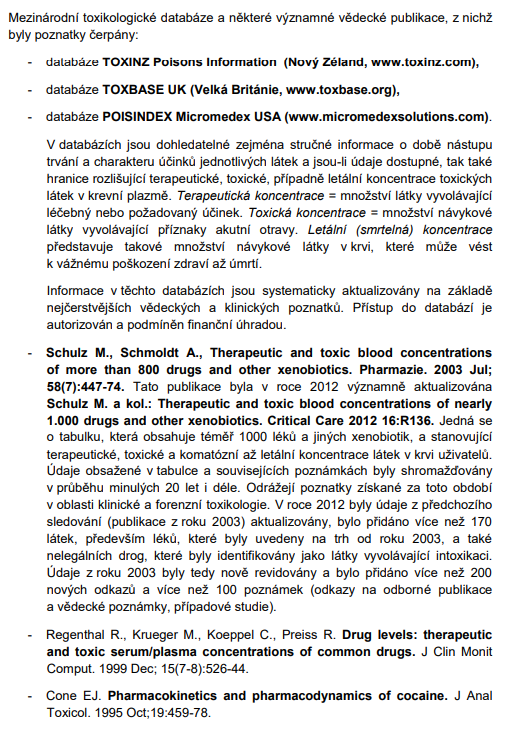 Mezinárodní toxikologické databáze a některé významné vědecké publikace, z nichž
byly poznatky čerpány:
- databáze TOXINZ Poisons Information (Nový Zéland, www.toxinz.com),
- databáze TOXBASE UK (Velká Británie, www.toxbase.org),
- databáze POISINDEX Micromedex USA (www.micromedexsolutions.com).
V databázích jsou dohledatelné zejména stručné informace o době nástupu
trvání a charakteru účinků jednotlivých látek a jsou-li údaje dostupné, tak také
hranice rozlišující terapeutické, toxické, případně letální koncentrace toxických
látek v krevní plazmě. Terapeutická koncentrace = množství látky vyvolávající
léčebný nebo požadovaný účinek. Toxická koncentrace = množství návykové
látky vyvolávající příznaky akutní otravy. Letální (smrtelná) koncentrace
představuje takové množství návykové látky v krvi, které může vést
k vážnému poškození zdraví až úmrtí.
Informace v těchto databázích jsou systematicky aktualizovány na základě
nejčerstvějších vědeckých a klinických poznatků. Přístup do databází je
autorizován a podmíněn finanční úhradou.
- Schulz M., Schmoldt A., Therapeutic and toxic blood concentrations
of more than 800 drugs and other xenobiotics. Pharmazie. 2003 Jul;
58(7):447-74. Tato publikace byla v roce 2012 významně aktualizována
Schulz M. a kol.: Therapeutic and toxic blood concentrations of nearly
1.000 drugs and other xenobiotics. Critical Care 2012 16:R136. Jedná se
o tabulku, která obsahuje téměř 1000 léků a jiných xenobiotik, a stanovující
terapeutické, toxické a komatózní až letální koncentrace látek v krvi uživatelů.
Údaje obsažené v tabulce a souvisejících poznámkách byly shromažďovány
v průběhu minulých 20 let i déle. Odrážejí poznatky získané za toto období
v oblasti klinické a forenzní toxikologie. V roce 2012 byly údaje z předchozího
sledování (publikace z roku 2003) aktualizovány, bylo přidáno více než 170
látek, především léků, které byly uvedeny na trh od roku 2003, a také
nelegálních drog, které byly identifikovány jako látky vyvolávající intoxikaci.
Údaje z roku 2003 byly tedy nově revidovány a bylo přidáno více než 200
nových odkazů a více než 100 poznámek (odkazy na odborné publikace
a vědecké poznámky, případové studie).
- Regenthal R., Krueger M., Koeppel C., Preiss R. Drug levels: therapeutic
and toxic serum/plasma concentrations of common drugs. J Clin Monit
Comput. 1999 Dec; 15(7-8):526-44.
- Cone EJ. Pharmacokinetics and pharmacodynamics of cocaine. J Anal
Toxicol. 1995 Oct;19:459-78.